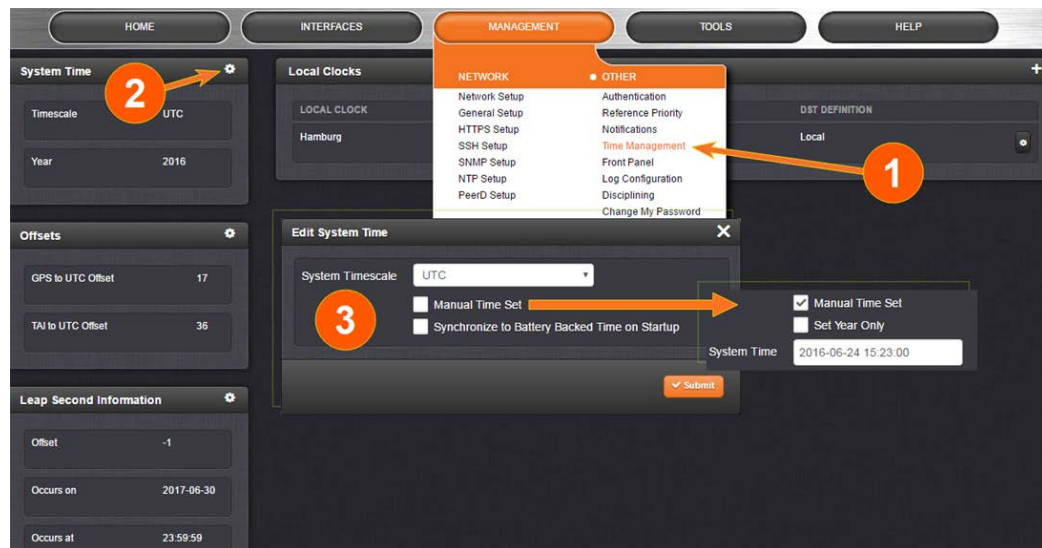 HOME INTERFACES MANAGEMENT TOOLS HELP
System Time
2
Timescale UTC
Year 2016
Offsets
GPS to UTC Offset 17
TAI to UTC Offset 36
Leap Second Information
Offset -1
Occurs on 2017-06-30
Occurs at 23:59:59
Local Clocks
LOCAL CLOCK DST DEFINITION
Hamburg Local
NETWORK OTHER
Network Setup Authentication
General Setup Reference Priority
HTTPS Setup Notifications
SSH Setup Time Management
SNMP Setup Front Panel
NTP Setup Log Configuration
PeerD Setup Disciplining
Change My Password
1
Edit System Time
System Timescale UTC
3
Manual Time Set
Synchronize to Battery Backed Time on Startup
Submit
Manual Time Set
Set Year Only
System Time 2016-06-24 15:23:00